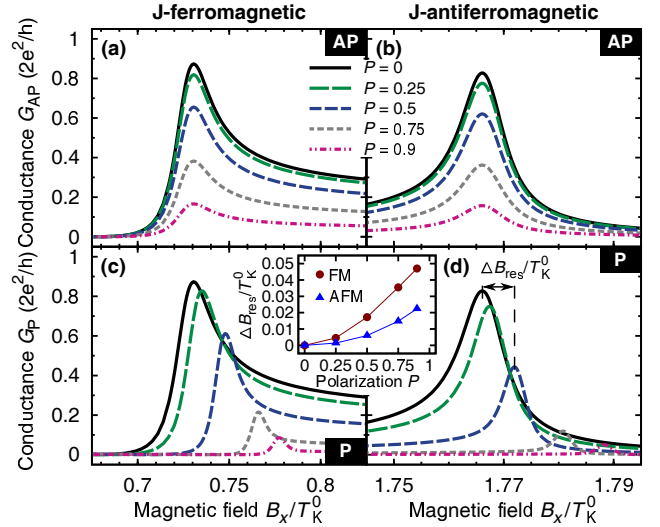 J-ferromagnetic
J-antiferromagnetic
(a)
AP
(b)
AP
P = 0
P = 0.25
P = 0.5
P = 0.75
P = 0.9
Conductance G_AP (2e²/h)
1
0.8
0.6
0.4
0.2
0
(c)
P
(d)
P
ΔB_res/T_K^0
Conductance G_P (2e²/h)
1
0.8
0.6
0.4
0.2
0
ΔB_res/T_K^0
0.05
0.04
0.03
0.02
0.01
0
FM
AFM
0 0.25 0.5 0.75 1
Polarization P
0.7 0.75 0.8
1.75 1.77 1.79
Magnetic field B_x/T_K^0
Magnetic field B_x/T_K^0